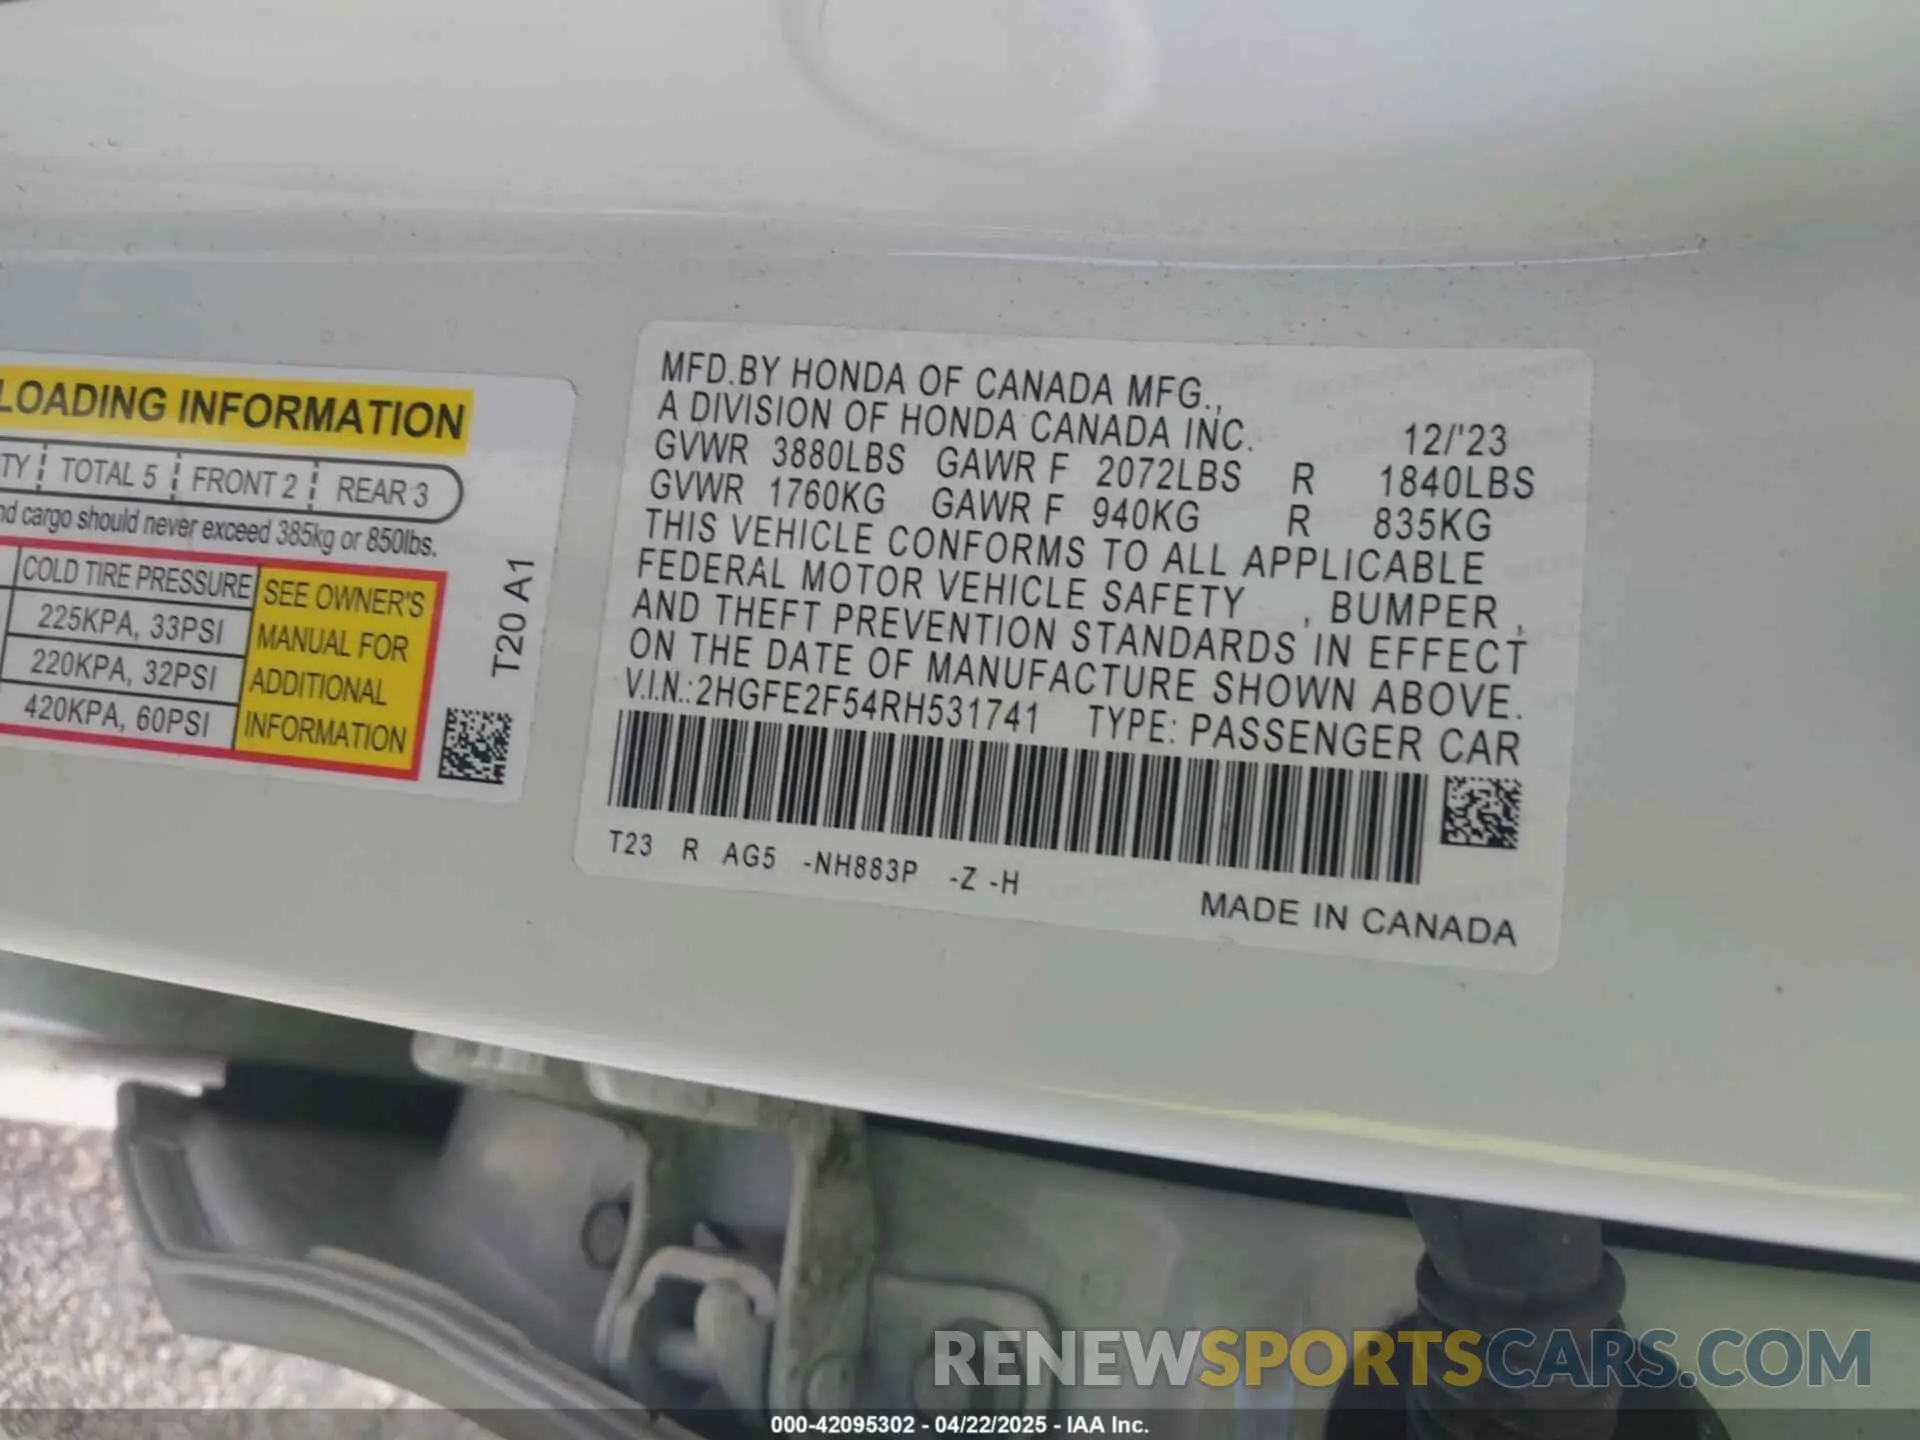 LOADING INFORMATION
TY TOTAL 5 FRONT 2 REAR 3
nd cargo should never exceed 385kg or 850lbs.
COLD TIRE PRESSURE
225KPA, 33PSI
220KPA, 32PSI
420KPA, 60PSI
SEE OWNER'S
MANUAL FOR
ADDITIONAL
INFORMATION
T20 A1
MFD.BY HONDA OF CANADA MFG.,
A DIVISION OF HONDA CANADA INC. 12/'23
GVWR 3880LBS GAWR F 2072LBS R 1840LBS
GVWR 1760KG GAWR F 940KG R 835KG
THIS VEHICLE CONFORMS TO ALL APPLICABLE
FEDERAL MOTOR VEHICLE SAFETY , BUMPER ,
AND THEFT PREVENTION STANDARDS IN EFFECT
ON THE DATE OF MANUFACTURE SHOWN ABOVE.
V.I.N.:2HGFE2F54RH531741 TYPE: PASSENGER CAR
T23 R AG5 -NH883P -Z -H
MADE IN CANADA
RENEWSPORTSCARS.COM
000-42095302 - 04/22/2025 - IAA Inc.